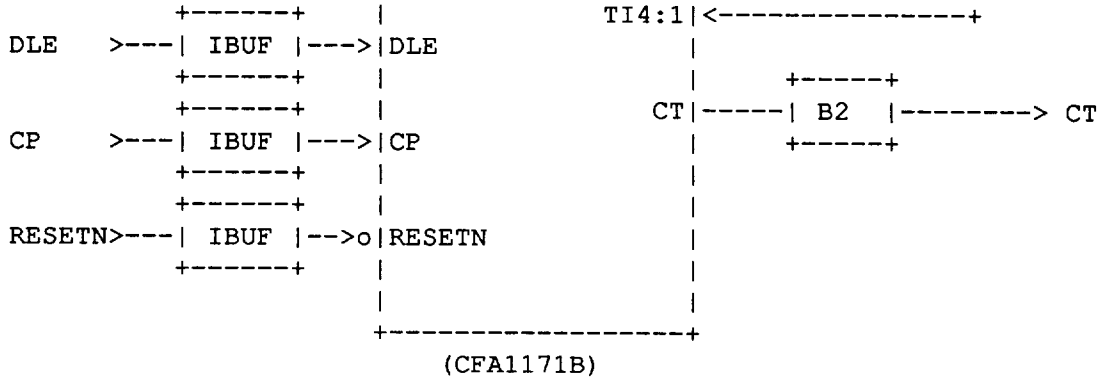 +-------+      |                 TI4:1|<----------------+
DLE    >---| IBUF |--->|DLE                   |
             +-------+      |                      |      +------+
             +-------+      |                    CT|-----| B2   |---------> CT
CP     >---| IBUF |--->|CP                    |      +------+
             +-------+      |                      |
             +-------+      |                      |
RESETN>---| IBUF |-->o|RESETN                |
             +-------+      |                      |
                            |                      |
                            +--------------------+
                                (CFA1171B)